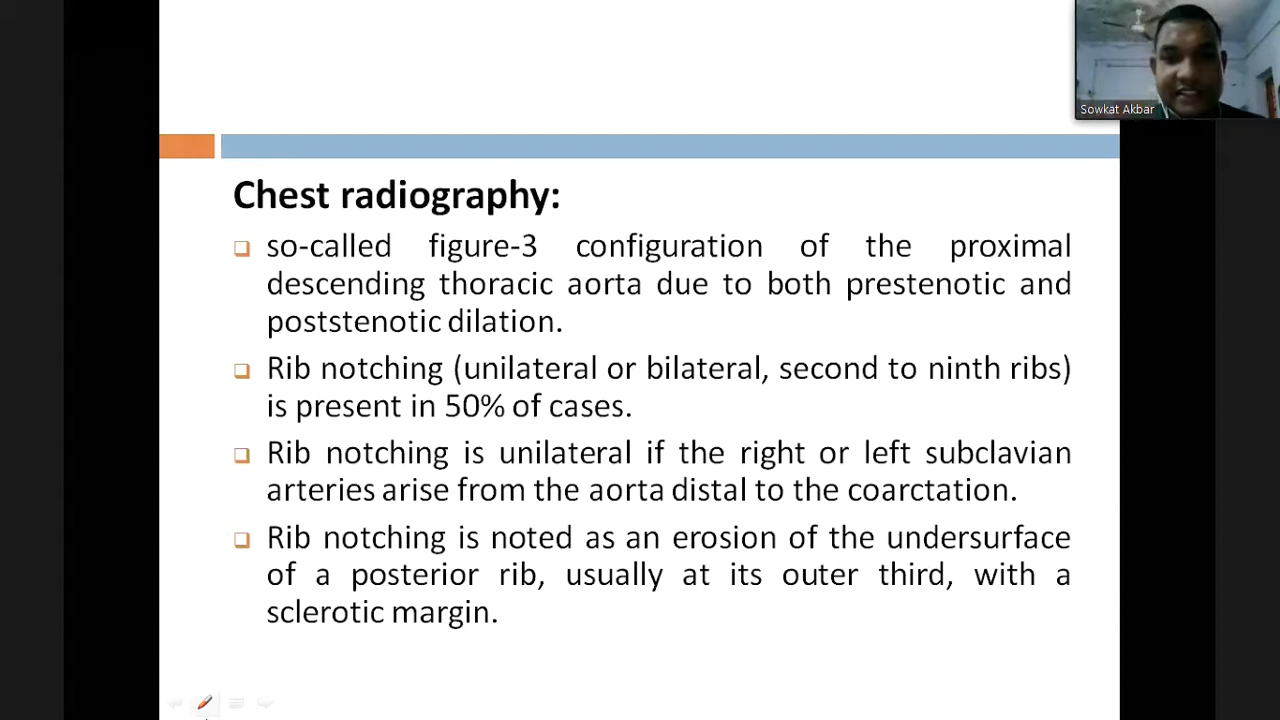 Sowkat Akbar
Chest radiography:
so-called figure-3 configuration of the proximal
descending thoracic aorta due to both prestenotic and
poststenotic dilation.
Rib notching (unilateral or bilateral, second to ninth ribs)
is present in 50% of cases.
Rib notching is unilateral if the right or left subclavian
arteries arise from the aorta distal to the coarctation.
Rib notching is noted as an erosion of the undersurface
of a posterior rib, usually at its outer third, with a
sclerotic margin.